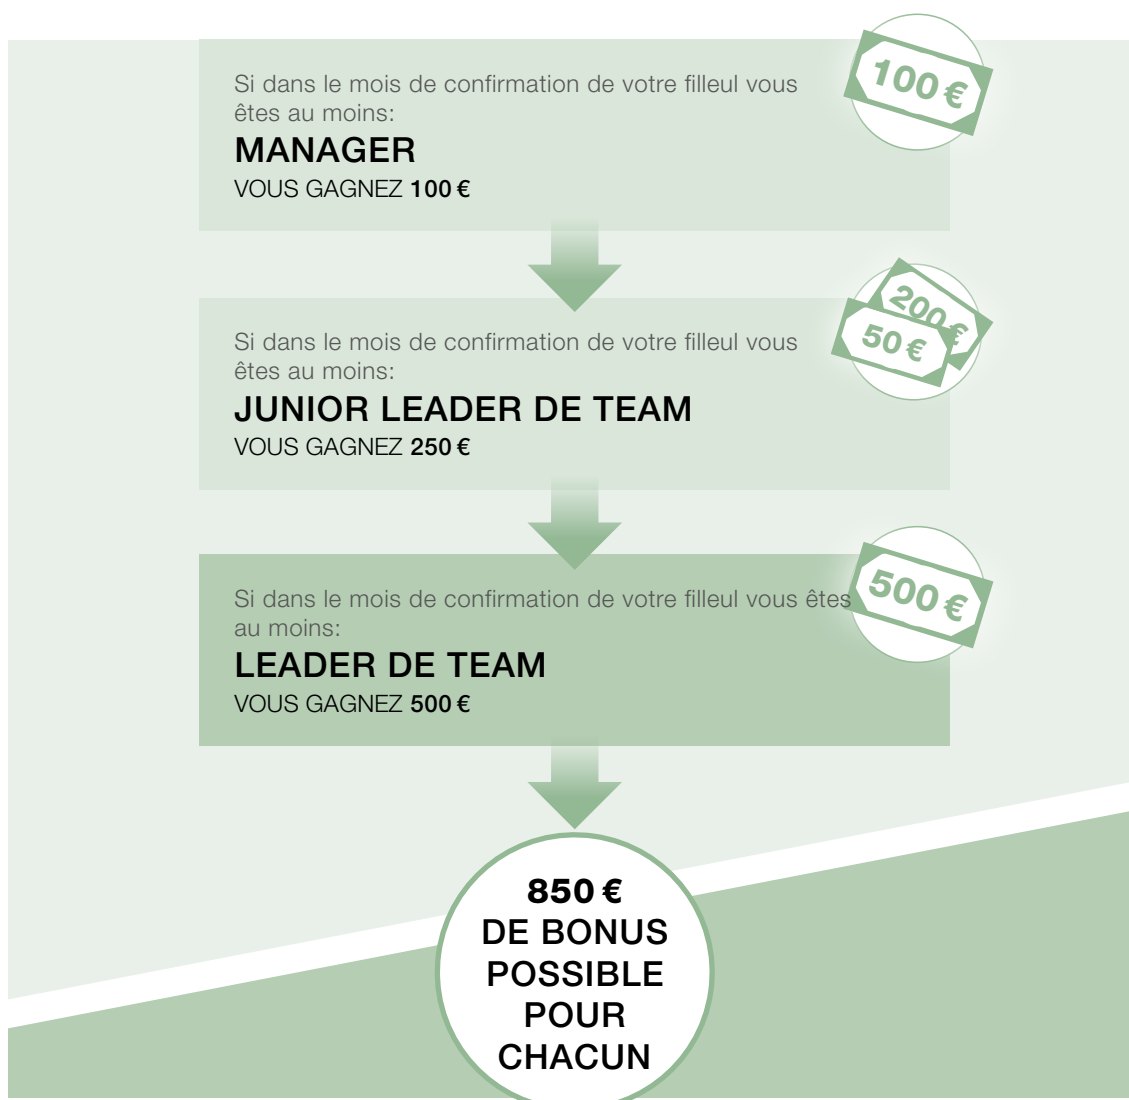 100 €
Si dans le mois de confirmation de votre filleul vous
êtes au moins:
MANAGER
VOUS GAGNEZ 100 €
200 €
50 €
Si dans le mois de confirmation de votre filleul vous
êtes au moins:
JUNIOR LEADER DE TEAM
VOUS GAGNEZ 250 €
500 €
Si dans le mois de confirmation de votre filleul vous êtes
au moins:
LEADER DE TEAM
VOUS GAGNEZ 500 €
850 €
DE BONUS
POSSIBLE
POUR
CHACUN